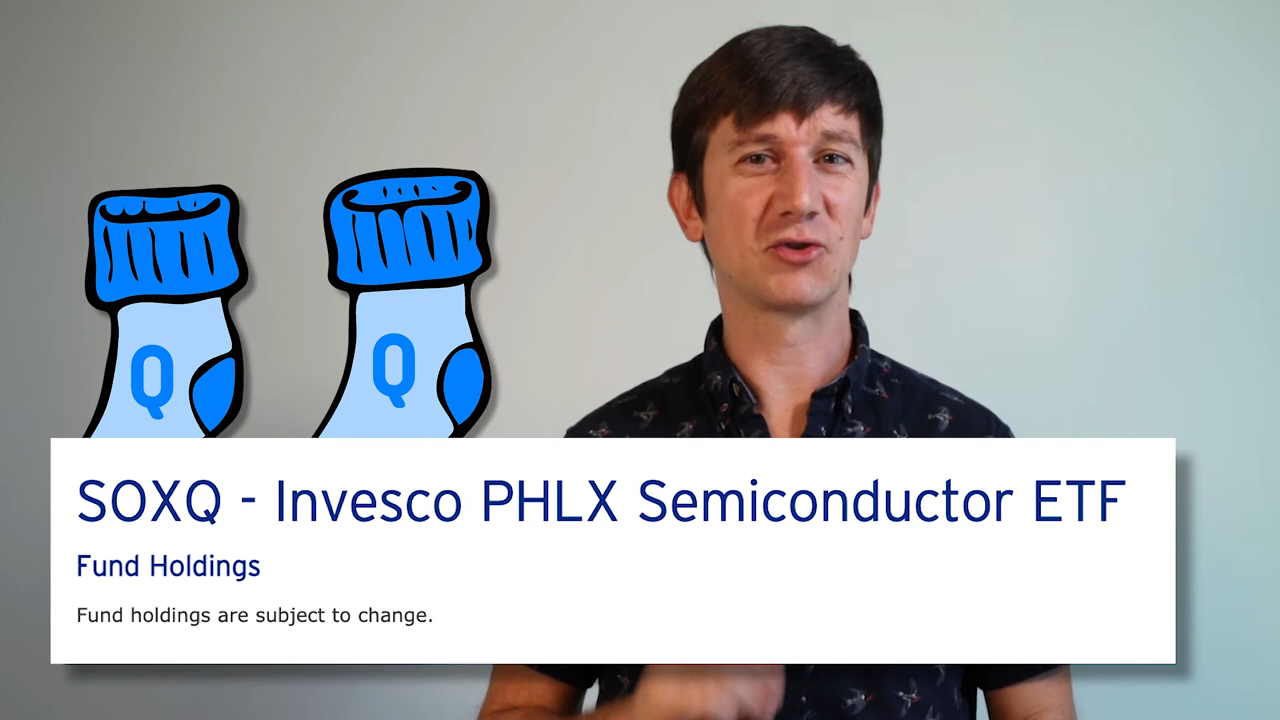 Q
Q
SOXQ - Invesco PHLX Semiconductor ETF
Fund Holdings
Fund holdings are subject to change.